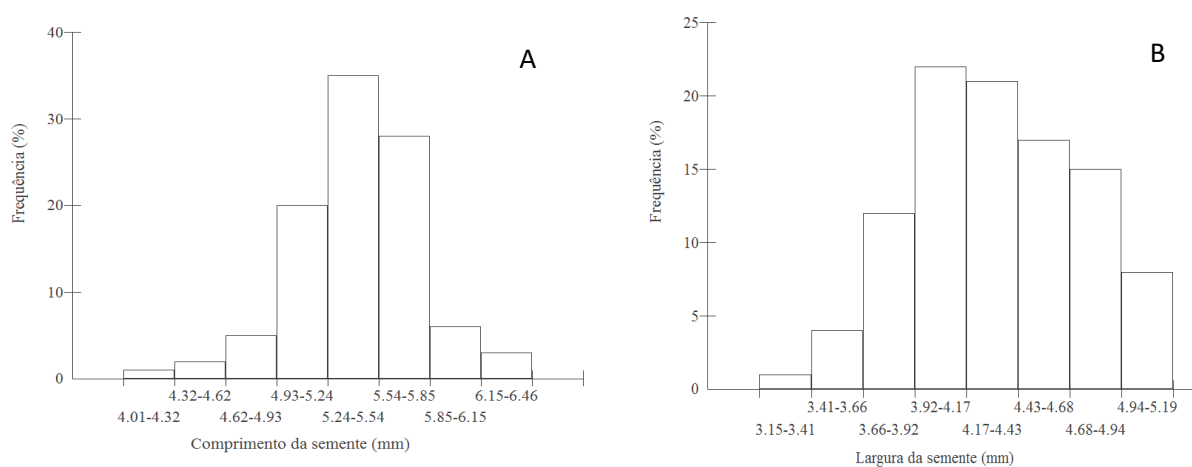 A
Frequência (%)
40
30
20
10
0
4.32-4.62 4.93-5.24 5.54-5.85 6.15-6.46
4.01-4.32 4.62-4.93 5.24-5.54 5.85-6.15
Comprimento da semente (mm)
B
Frequência (%)
25
20
15
10
5
0
3.41-3.66 3.92-4.17 4.43-4.68 4.94-5.19
3.15-3.41 3.66-3.92 4.17-4.43 4.68-4.94
Largura da semente (mm)